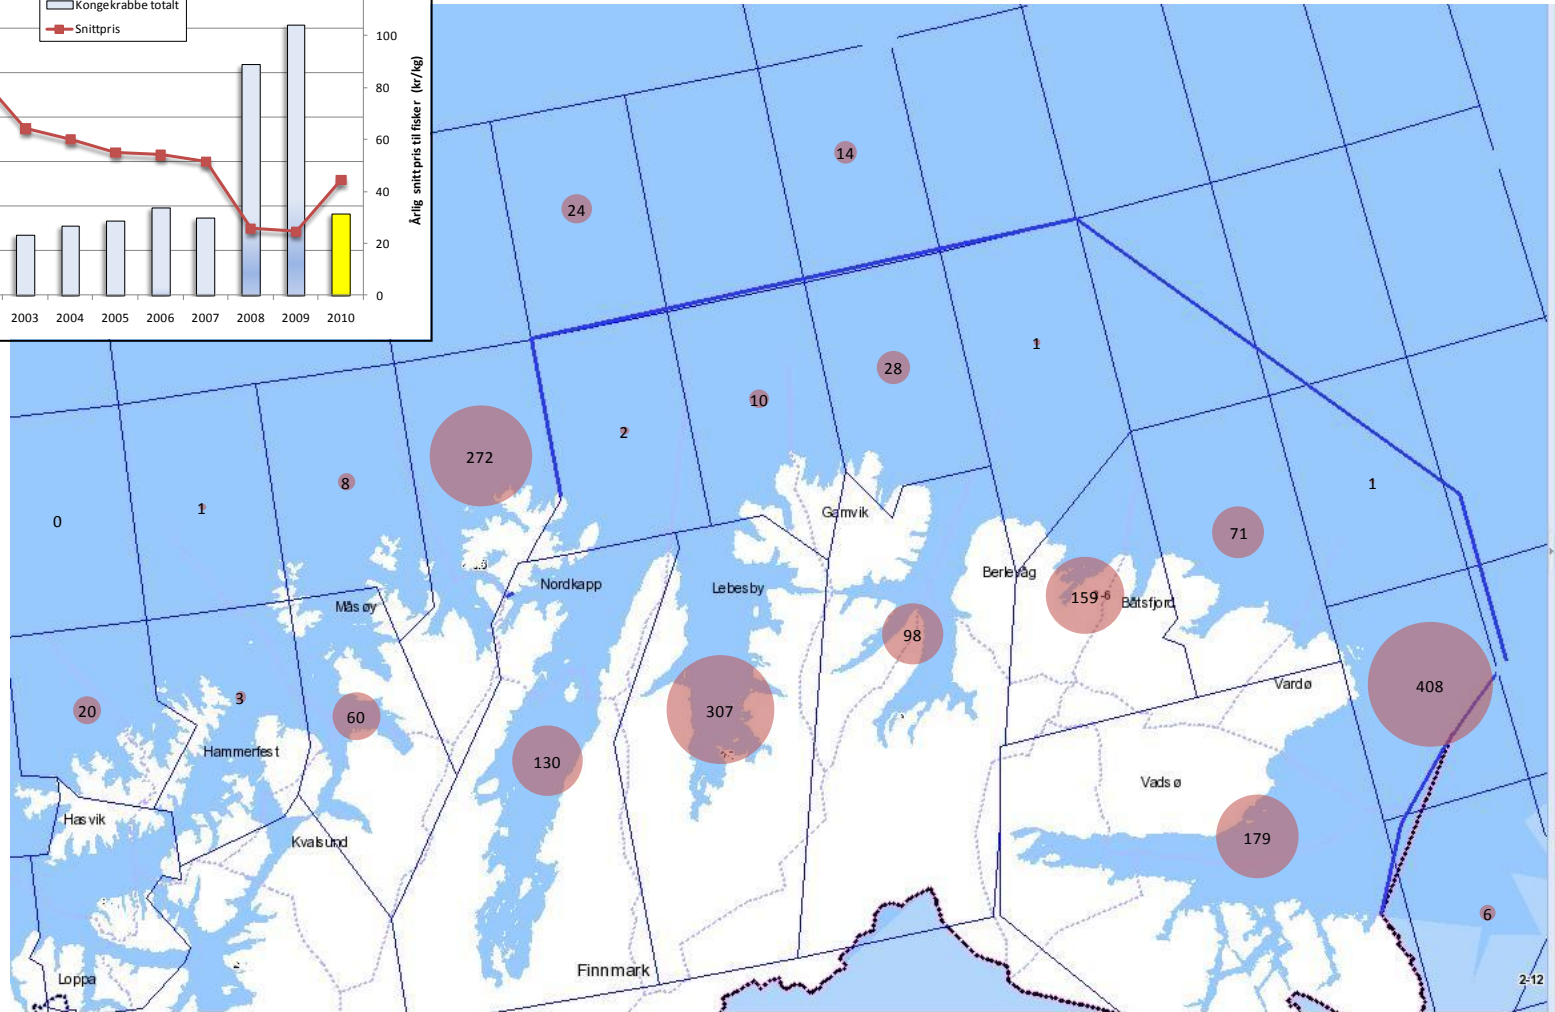 Kongekrabbe totalt
Snittpris
100
80
60
40
20
0
Årlig snittpris til fisker (kr/kg)
2003 2004 2005 2006 2007 2008 2009 2010
14
24
1
28
10
2
272
8
1
0
1
71
Gamvik
Berlevåg
159
Båtsfjord
Nordkapp
Lebesby
Måsøy
98
408
Vardø
307
20
3
60
130
Hammerfest
Vadsø
Hasvik
Kvalsund
179
6
Finnmark
Loppa
2-12